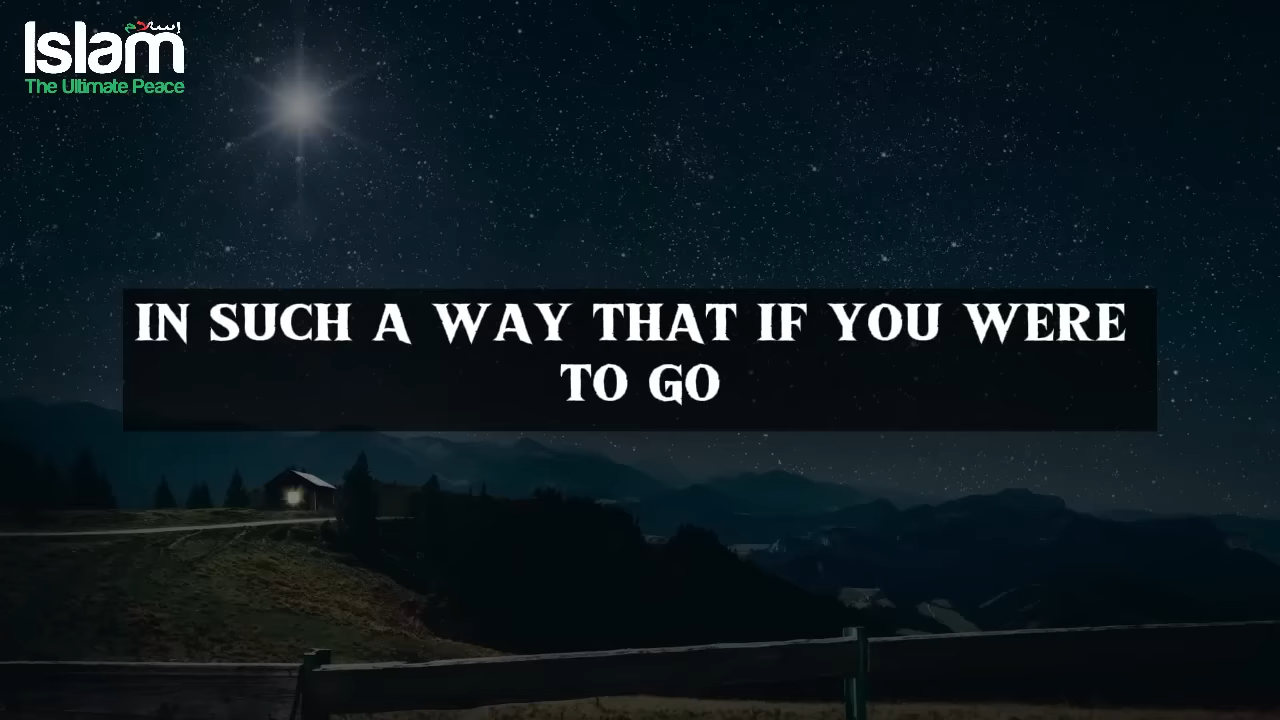 إسلام
Islam
The Ultimate Peace
IN SUCH A WAY THAT IF YOU WERE
TO GO